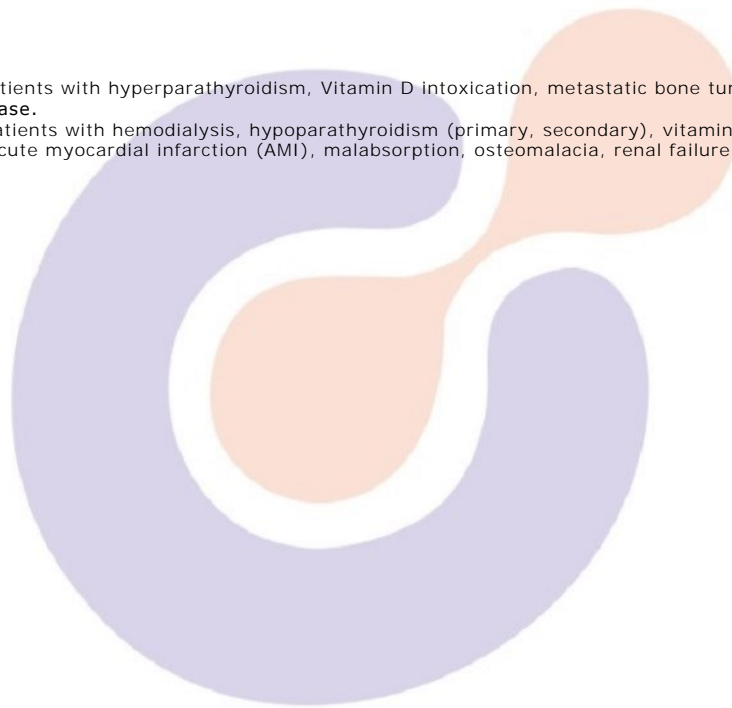 tients with hyperparathyroidism, Vitamin D intoxication, metastatic bone
ase.
atients with hemodialysis, hypoparathyroidism (primary, secondary), vitamin
cute myocardial infarction (AMI), malabsorption, osteomalacia, renal failure